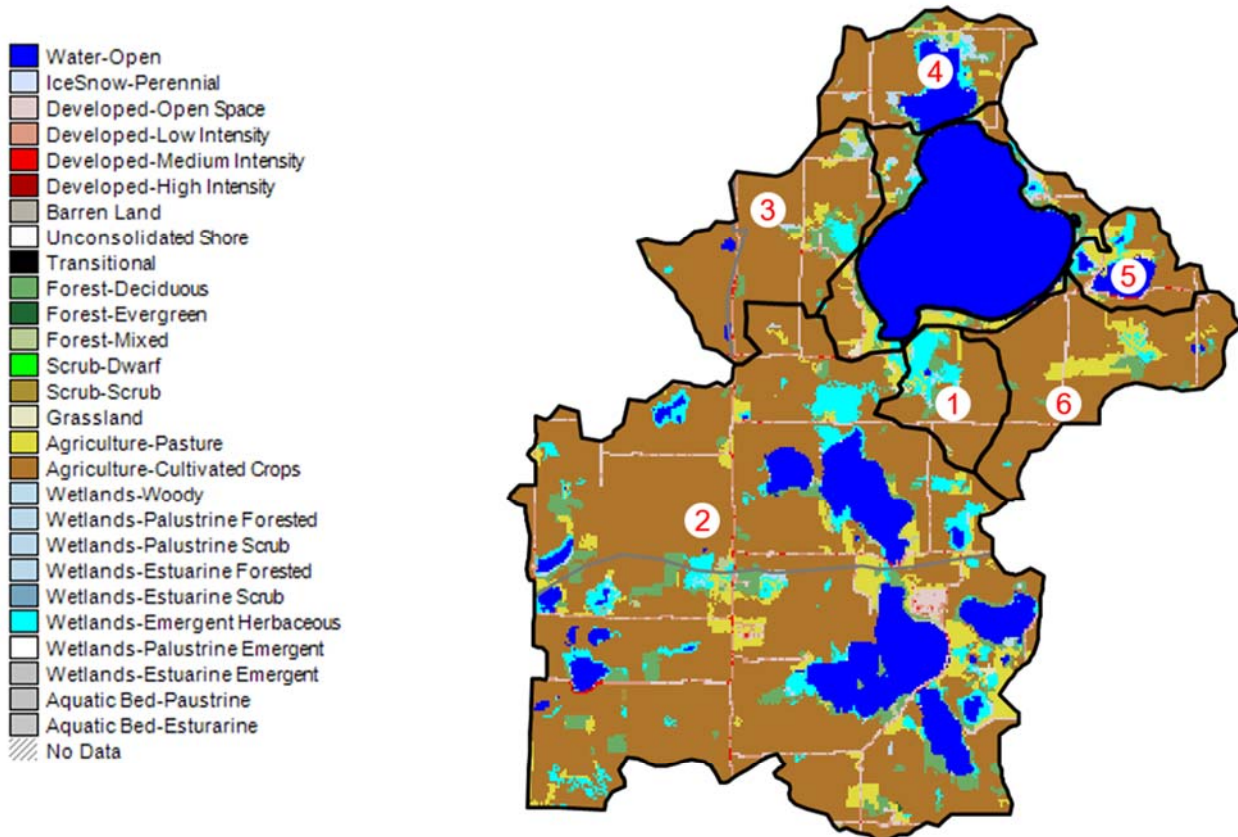 Water-Open
IceSnow-Perennial
Developed-Open Space
Developed-Low Intensity
Developed-Medium Intensity
Developed-High Intensity
Barren Land
Unconsolidated Shore
Transitional
Forest-Deciduous
Forest-Evergreen
Forest-Mixed
Scrub-Dwarf
Scrub-Scrub
Grassland
Agriculture-Pasture
Agriculture-Cultivated Crops
Wetlands-Woody
Wetlands-Palustrine Forested
Wetlands-Palustrine Scrub
Wetlands-Estuarine Forested
Wetlands-Estuarine Scrub
Wetlands-Emergent Herbaceous
Wetlands-Palustrine Emergent
Wetlands-Estuarine Emergent
Aquatic Bed-Paustrine
Aquatic Bed-Esturarine
No Data
4
3
5
1
6
2